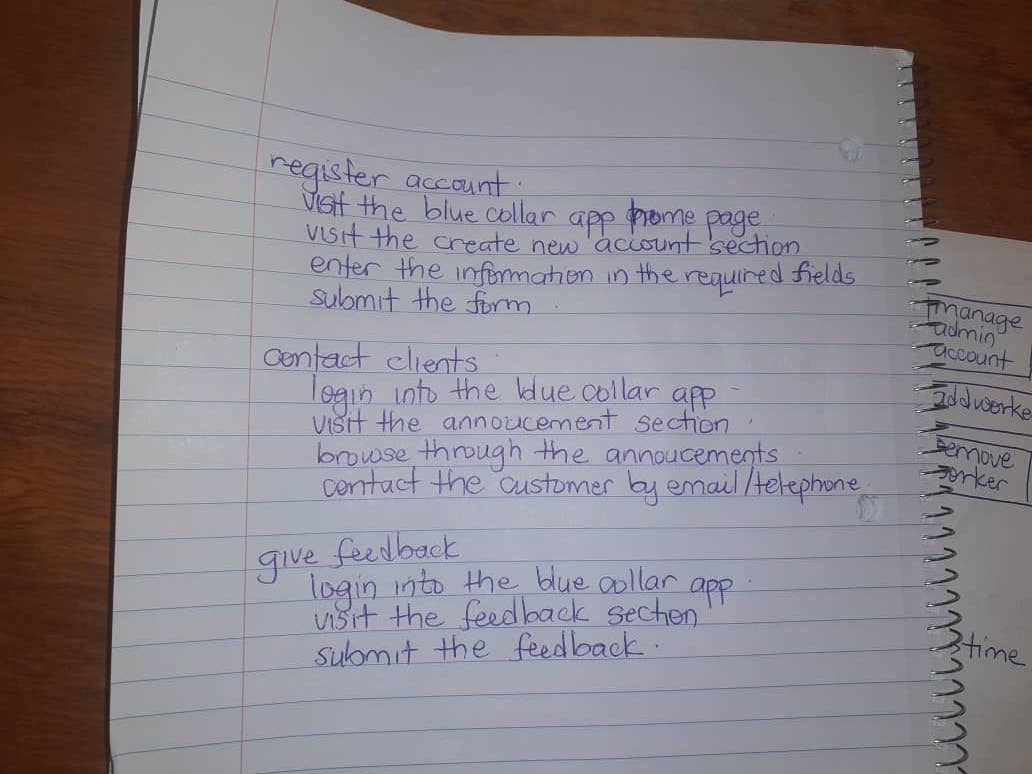 register account.
visit the blue collar app home page.
visit the create new account section
enter the information in the required fields
submit the form.
contact clients
login into the blue collar app
visit the annoucement section.
browse through the annoucements.
contact the customer by email/telephone.
give feedback
login into the blue collar app.
visit the feedback section
submit the feedback.
manage
admin
account
add worke
remove
worker
time